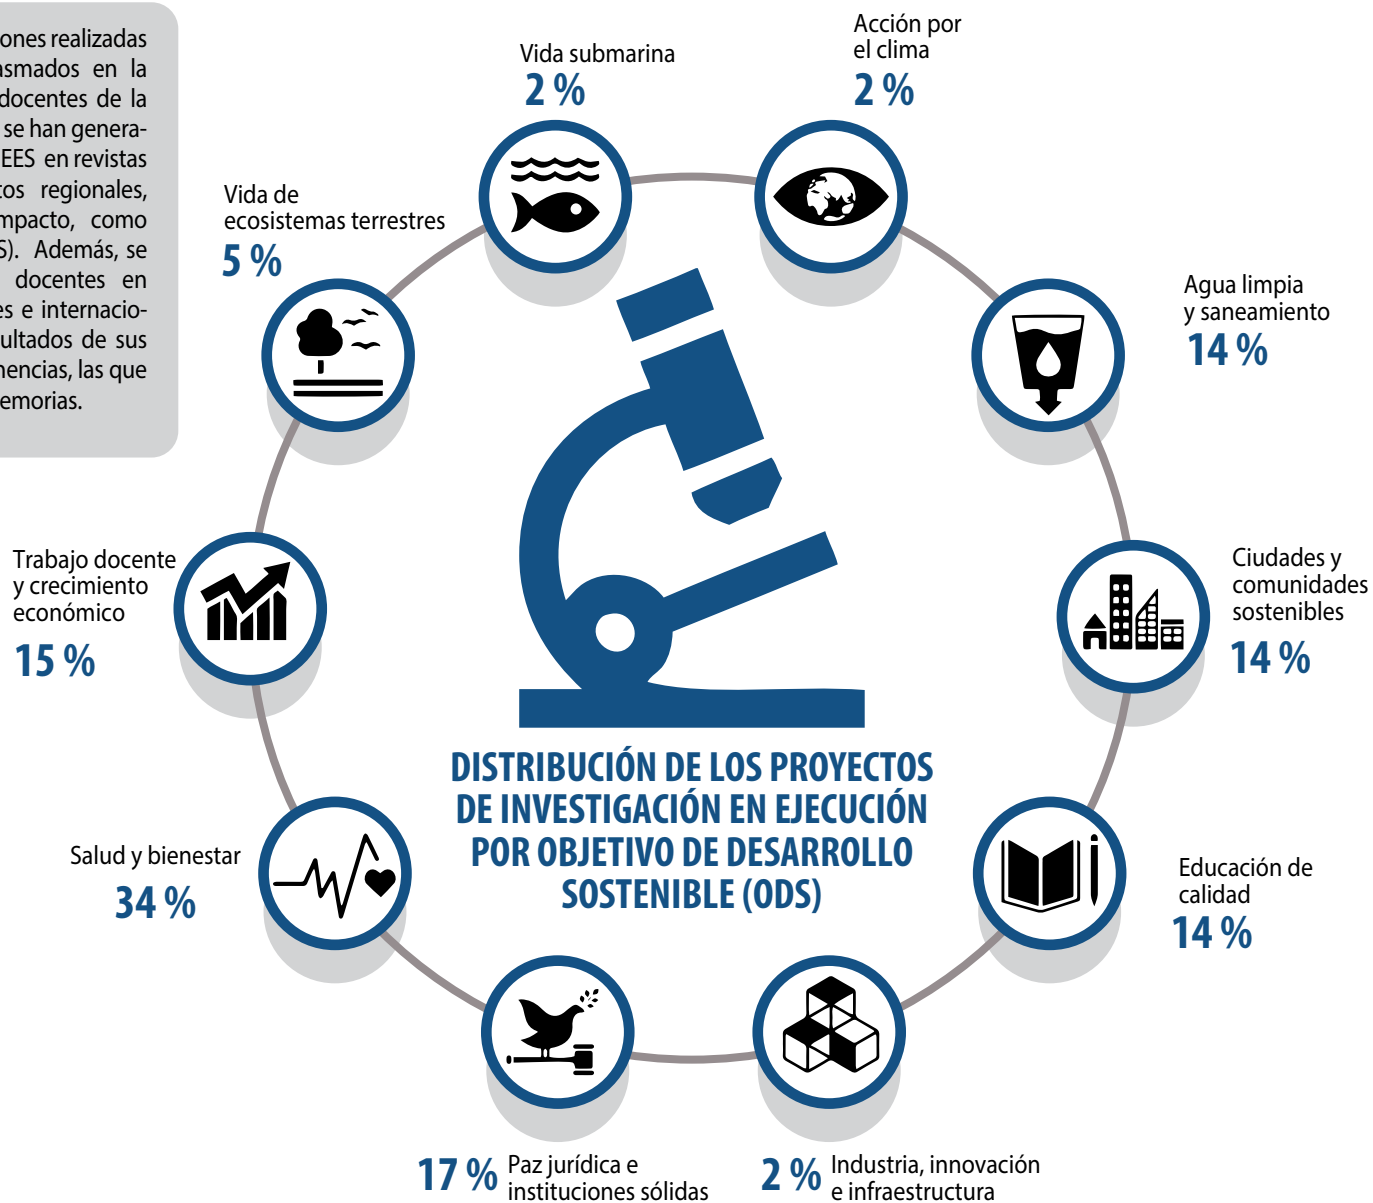 ones realizadas
asmados en la
docentes de la
se han genera-
EES en revistas
tos regionales,
mpacto, como
S). Además, se
docentes en
es e internacio-
ultados de sus
nencias, las que
emorias.
Vida submarina
2 %
Acción por
el clima
2 %
Vida de
ecosistemas terrestres
5 %
Agua limpia
y saneamiento
14 %
Trabajo docente
y crecimiento
económico
15 %
Ciudades y
comunidades
sostenibles
14 %
DISTRIBUCIÓN DE LOS PROYECTOS
DE INVESTIGACIÓN EN EJECUCIÓN
POR OBJETIVO DE DESARROLLO
SOSTENIBLE (ODS)
Salud y bienestar
34 %
Educación de
calidad
14 %
17 % Paz jurídica e
instituciones sólidas
2 % Industria, innovación
e infraestructura